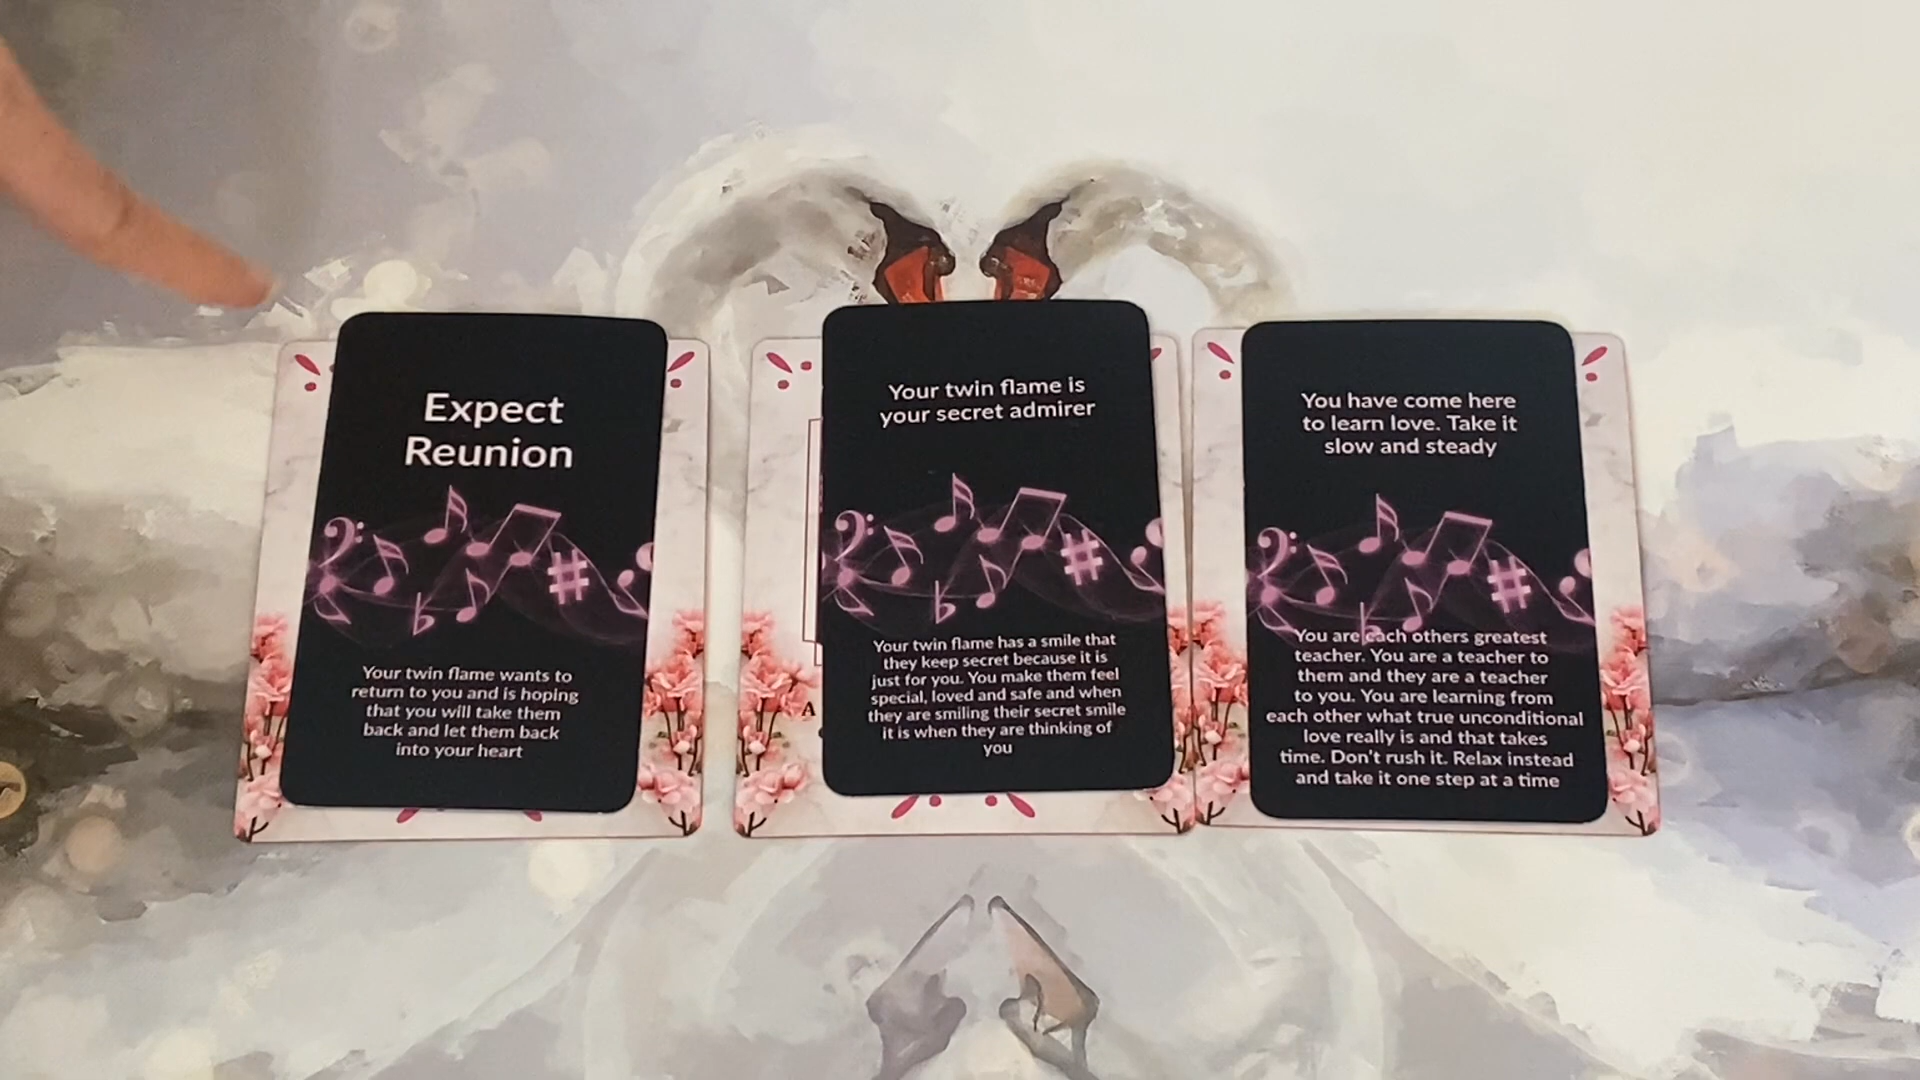 Expect
Reunion
Your twin flame wants to
return to you and is hoping
that you will take them
back and let them back
into your heart
Your twin flame is
your secret admirer
Your twin flame has a smile that
they keep secret because it is
just for you. You make them feel
special, loved and safe and when
they are smiling their secret smile
it is when they are thinking of
you
A
You have come here
to learn love. Take it
slow and steady
You are each others greatest
teacher. You are a teacher to
them and they are a teacher
to you. You are learning from
each other what true unconditional
love really is and that takes
time. Don't rush it. Relax instead
and take it one step at a time